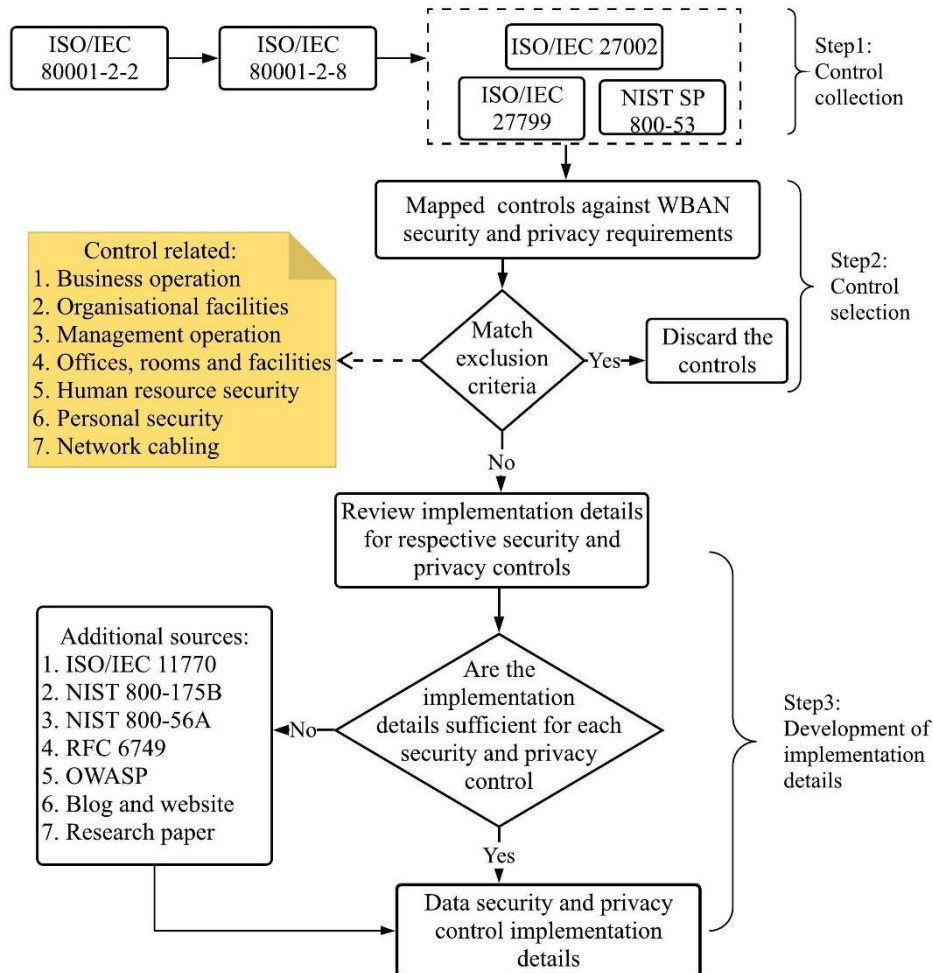 ISO/IEC
80001-2-2
ISO/IEC
80001-2-8
ISO/IEC 27002
ISO/IEC
27799
NIST SP
800-53
Step1:
Control
collection
Mapped controls against WBAN
security and privacy requirements
Control related:
1. Business operation
2. Organisational facilities
3. Management operation
4. Offices, rooms and facilities
5. Human resource security
6. Personal security
7. Network cabling
Match
exclusion
criteria
Yes
Discard the
controls
Step2:
Control
selection
No
Review implementation details
for respective security and
privacy controls
Additional sources:
1. ISO/IEC 11770
2. NIST 800-175B
3. NIST 800-56A
4. RFC 6749
5. OWASP
6. Blog and website
7. Research paper
No
Are the
implementation
details sufficient for each
security and privacy
control
Step3:
Development of
implementation
details
Yes
Data security and privacy
control implementation
details